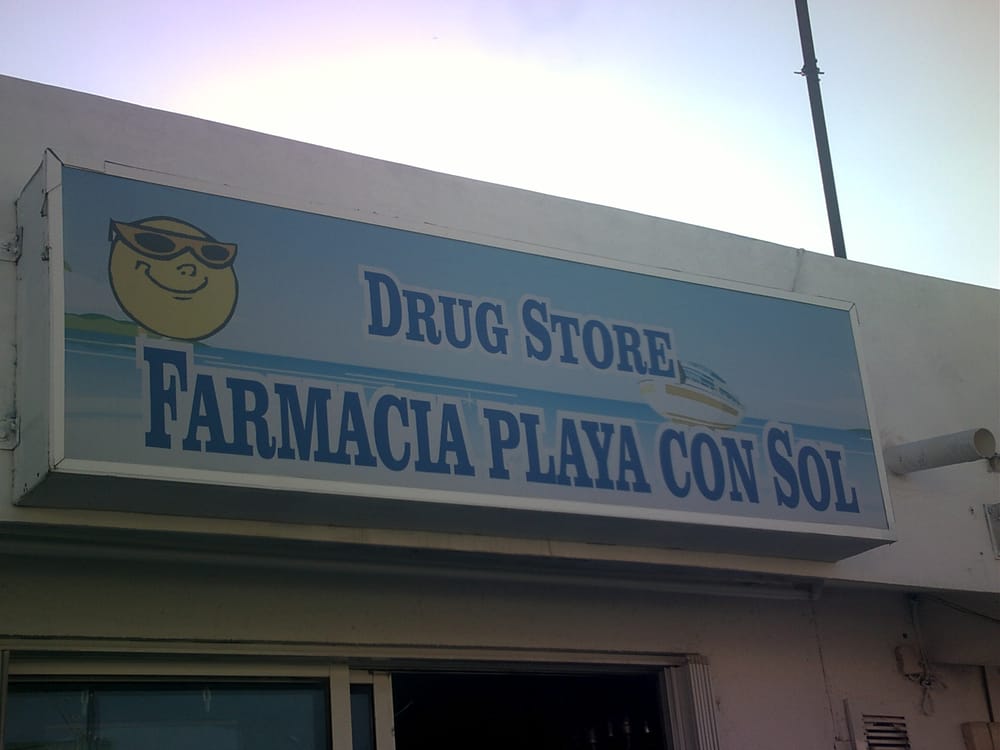 DRUG STORE
FARMACIA PLAYA CON SOL